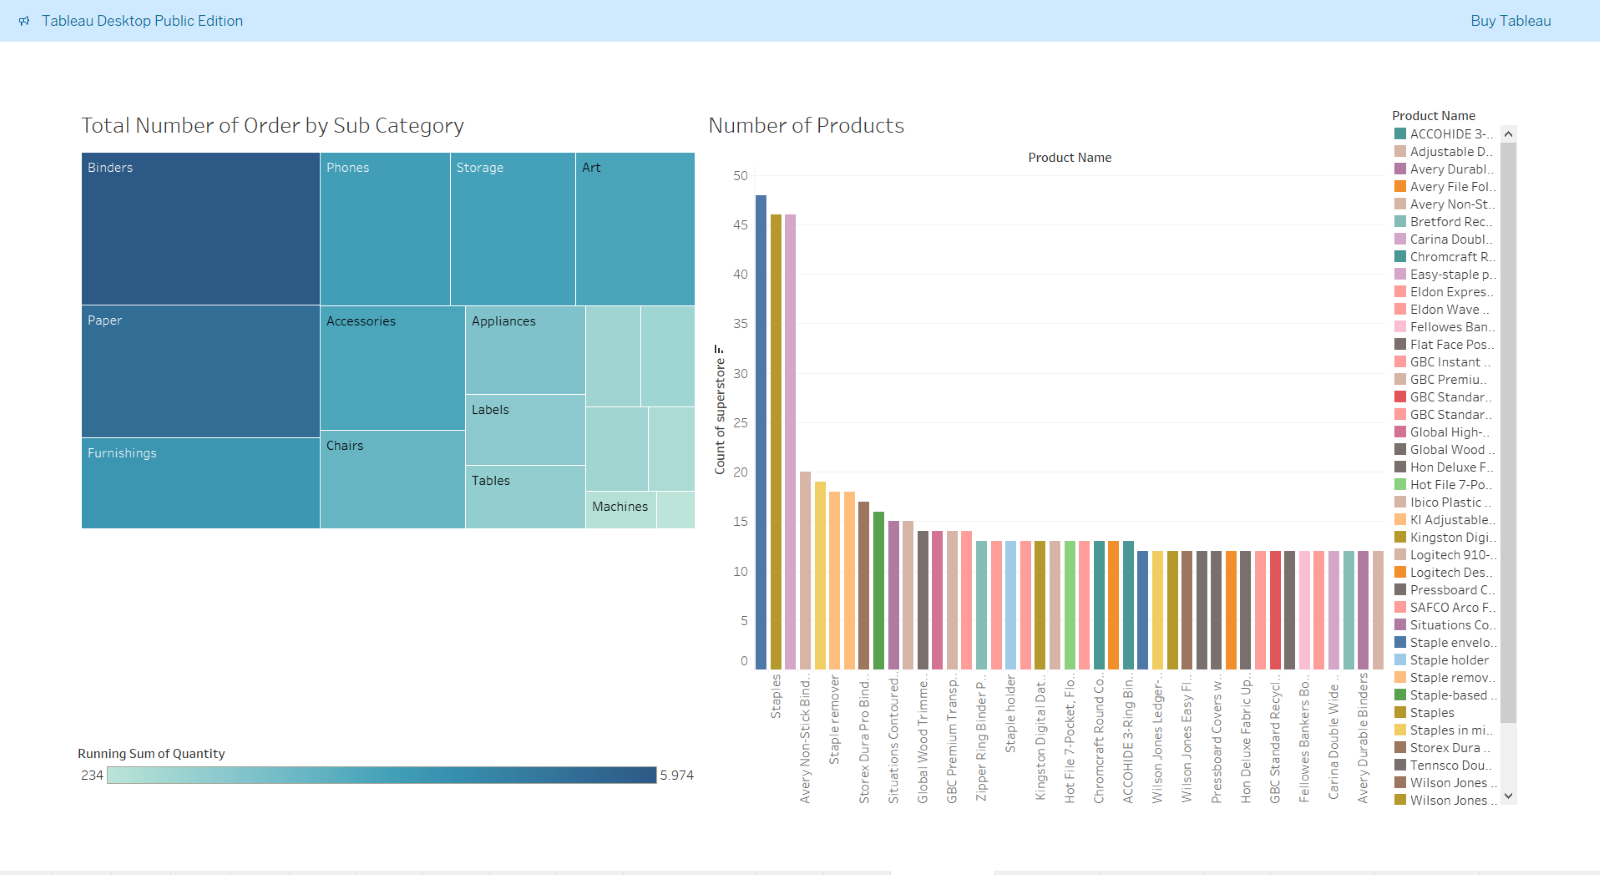 Tableau Desktop Public Edition
Buy Tableau
Total Number of Order by Sub Category
Binders
Phones
Storage
Art
Paper
Accessories
Appliances
Labels
Furnishings
Chairs
Tables
Machines
Running Sum of Quantity
234
5.974
Number of Products
Product Name
50
45
40
35
30
25
20
15
10
5
0
Count of superstore
Staples
Avery Non-Stick Bind..
Staple remover
Storex Dura Pro Bind..
Situations Contoured..
Global Wood Trimme..
GBC Premium Transp..
Zipper Ring Binder P..
Staple holder
Kingston Digital Dat..
Hot File 7-Pocket, Flo..
Chromcraft Round Co..
ACCOHIDE 3-Ring Bin..
Wilson Jones Ledger-..
Wilson Jones Easy Fl..
Pressboard Covers w..
Hon Deluxe Fabric Up..
GBC Standard Recycl..
Fellowes Bankers Bo..
Carina Double Wide ..
Avery Durable Binders
Product Name
ACCOHIDE 3-..
Adjustable D..
Avery Durabl..
Avery File Fol..
Avery Non-St..
Bretford Rec..
Carina Doubl..
Chromcraft R..
Easy-staple p..
Eldon Expres..
Eldon Wave ..
Fellowes Ban..
Flat Face Pos..
GBC Instant ..
GBC Premiu..
GBC Standar..
GBC Standar..
Global High-..
Global Wood ..
Hon Deluxe F..
Hot File 7-Po..
Ibico Plastic ..
KI Adjustable..
Kingston Digi..
Logitech 910-..
Logitech Des..
Pressboard C..
SAFCO Arco F..
Situations Co..
Staple envelo..
Staple holder
Staple remov..
Staple-based ..
Staples
Staples in mi..
Storex Dura ..
Tennsco Dou..
Wilson Jones ..
Wilson Jones ..